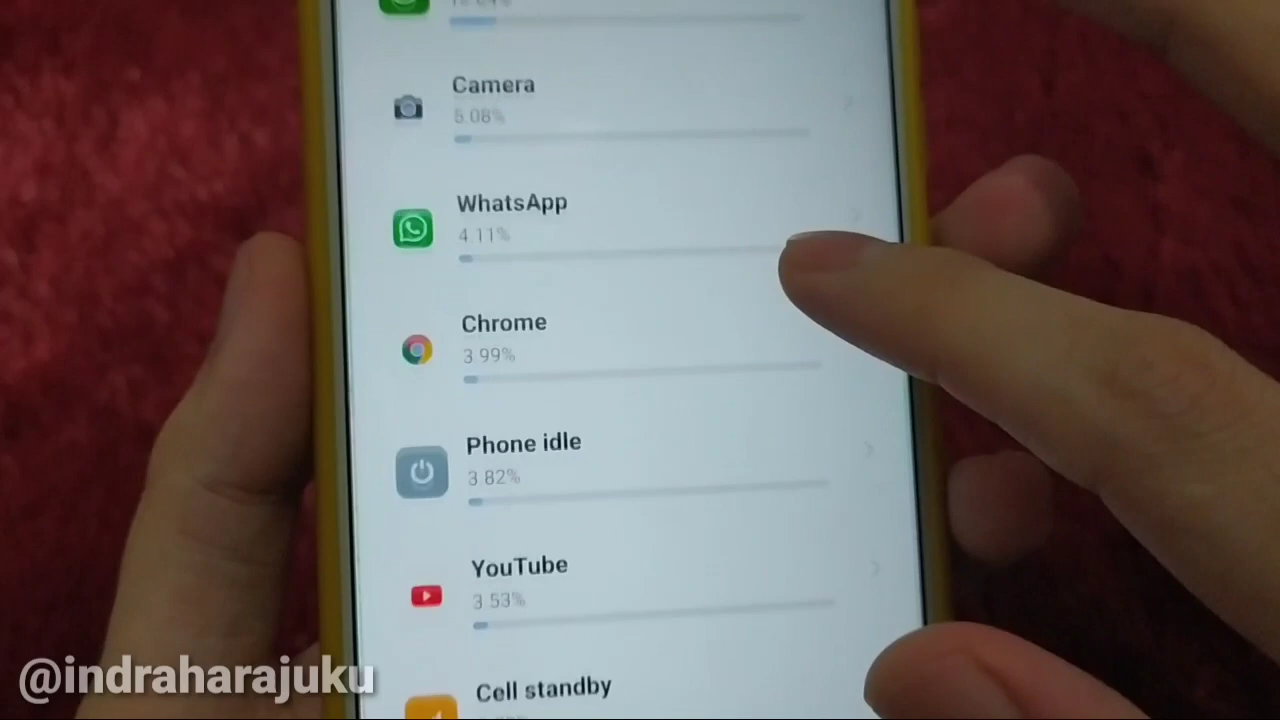 Camera
5.08%
WhatsApp
4.11%
Chrome
3.99%
Phone idle
3.82%
YouTube
3.53%
Cell standby
@indraharajuku